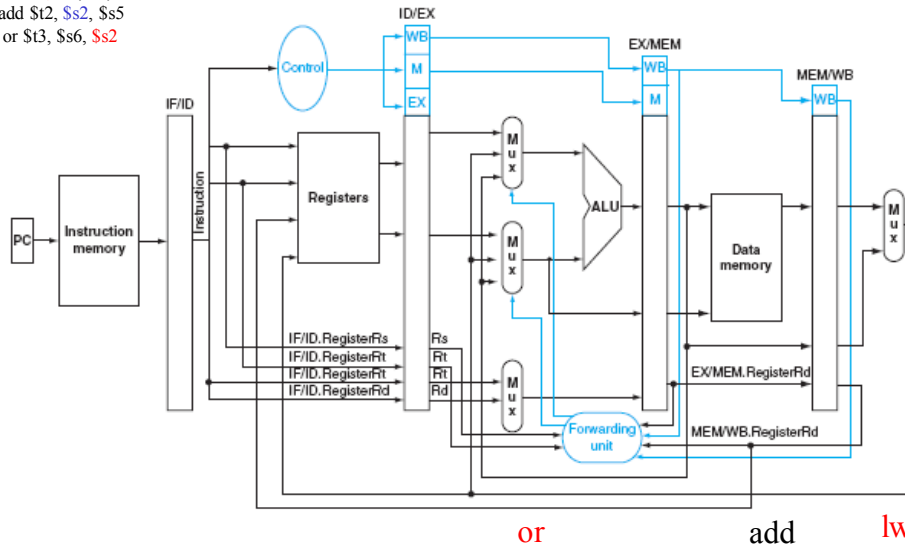 add $t2, $s2, $s5
or $t3, $s6, $s2
ID/EX
WB
Control
M
EX
EX/MEM
WB
M
MEM/WB
WB
IF/ID
PC
Instruction
memory
Instruction
Registers
M
u
x
M
u
x
ALU
Data
memory
M
u
x
IF/ID.RegisterRs
Rs
IF/ID.RegisterRt
Rt
IF/ID.RegisterRt
Rt
IF/ID.RegisterRd
Rd
M
u
x
EX/MEM.RegisterRd
Forwarding
unit
MEM/WB.RegisterRd
or
add